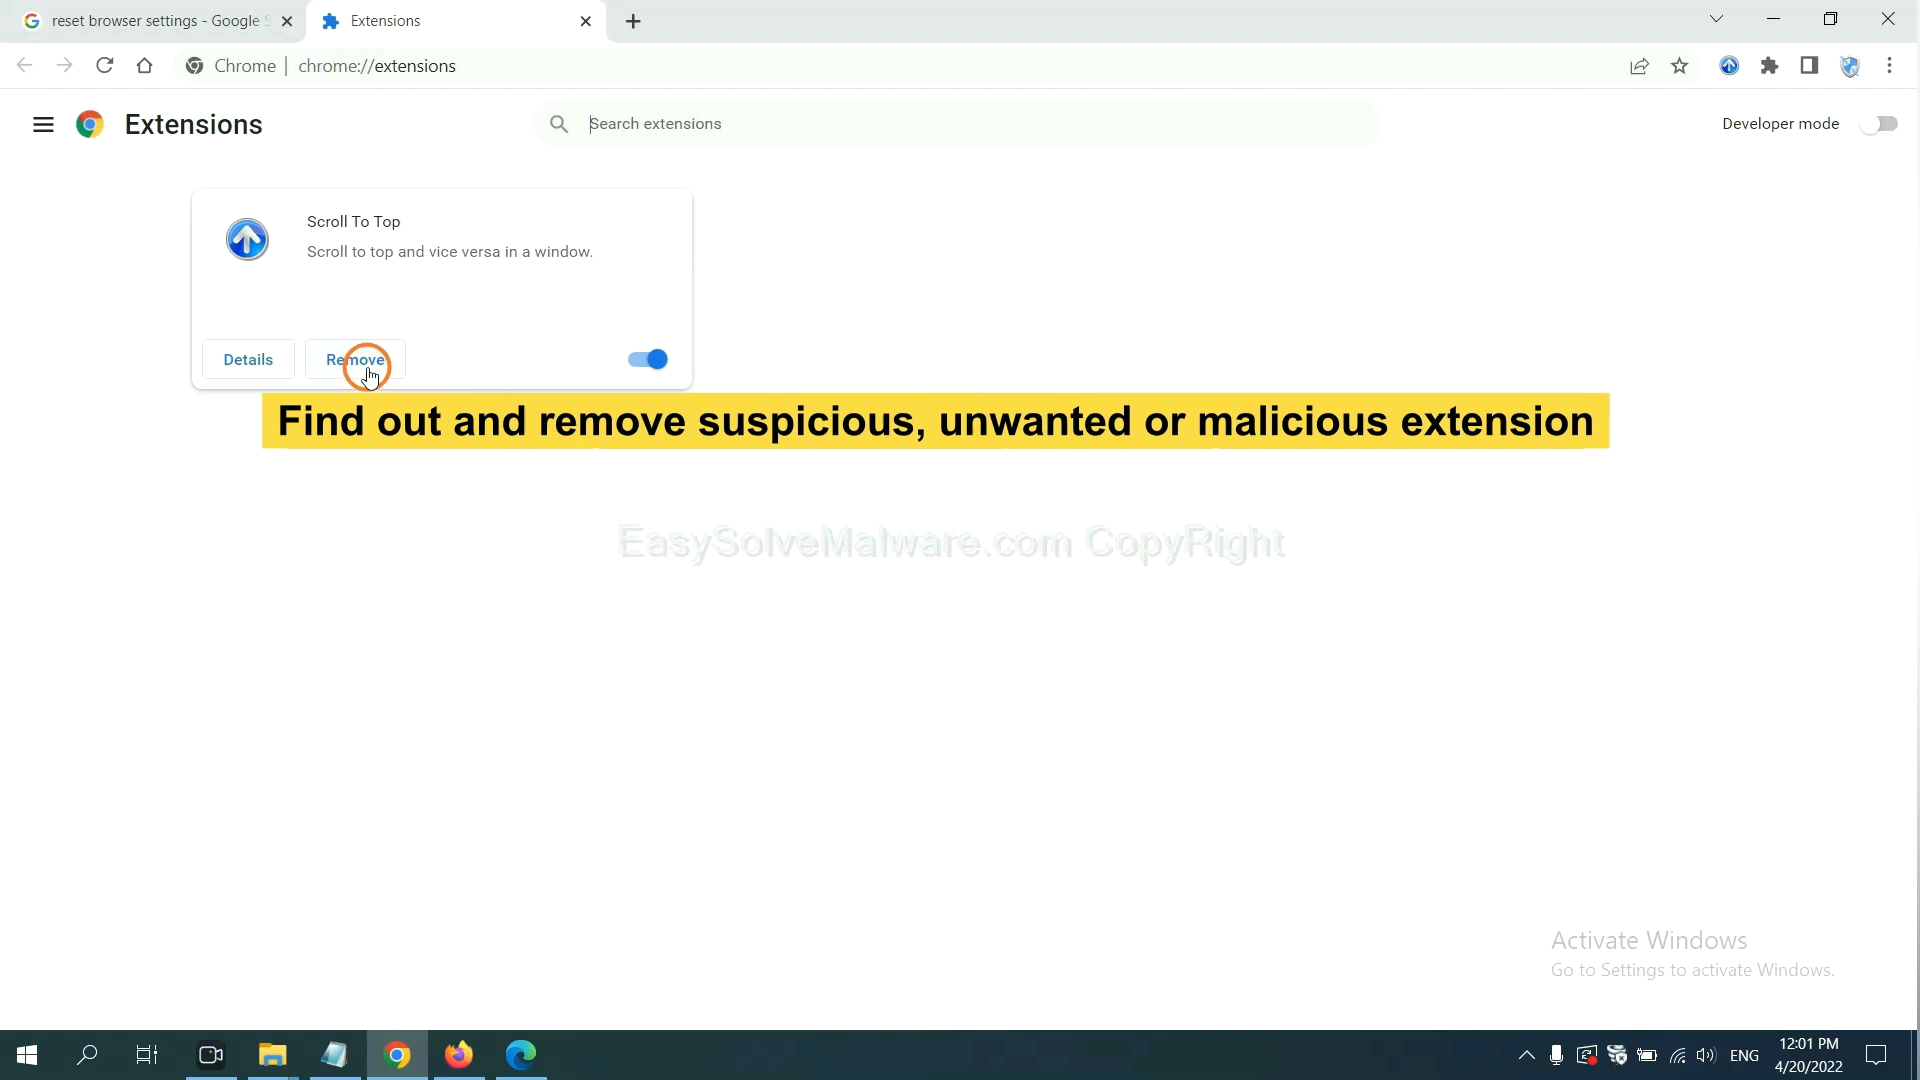 reset browser settings - Google S
Extensions
Chrome | chrome://extensions
Extensions
Search extensions
Developer mode
Scroll To Top
Scroll to top and vice versa in a window.
Details
Remove
Find out and remove suspicious, unwanted or malicious extension
EasySolveMalware.com CopyRight
Activate Windows
Go to Settings to activate Windows.
ENG
12:01 PM
4/20/2022